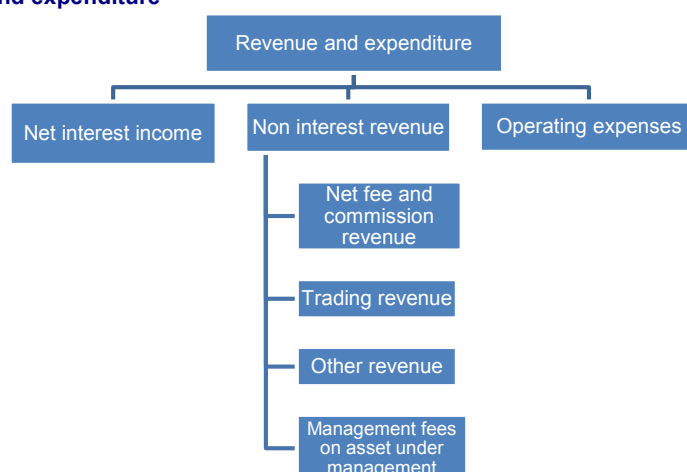 and expenditure
Revenue and expenditure
Net interest income
Non interest revenue
Operating expenses
Net fee and
commission
revenue
Trading revenue
Other revenue
Management fees
on asset under
management